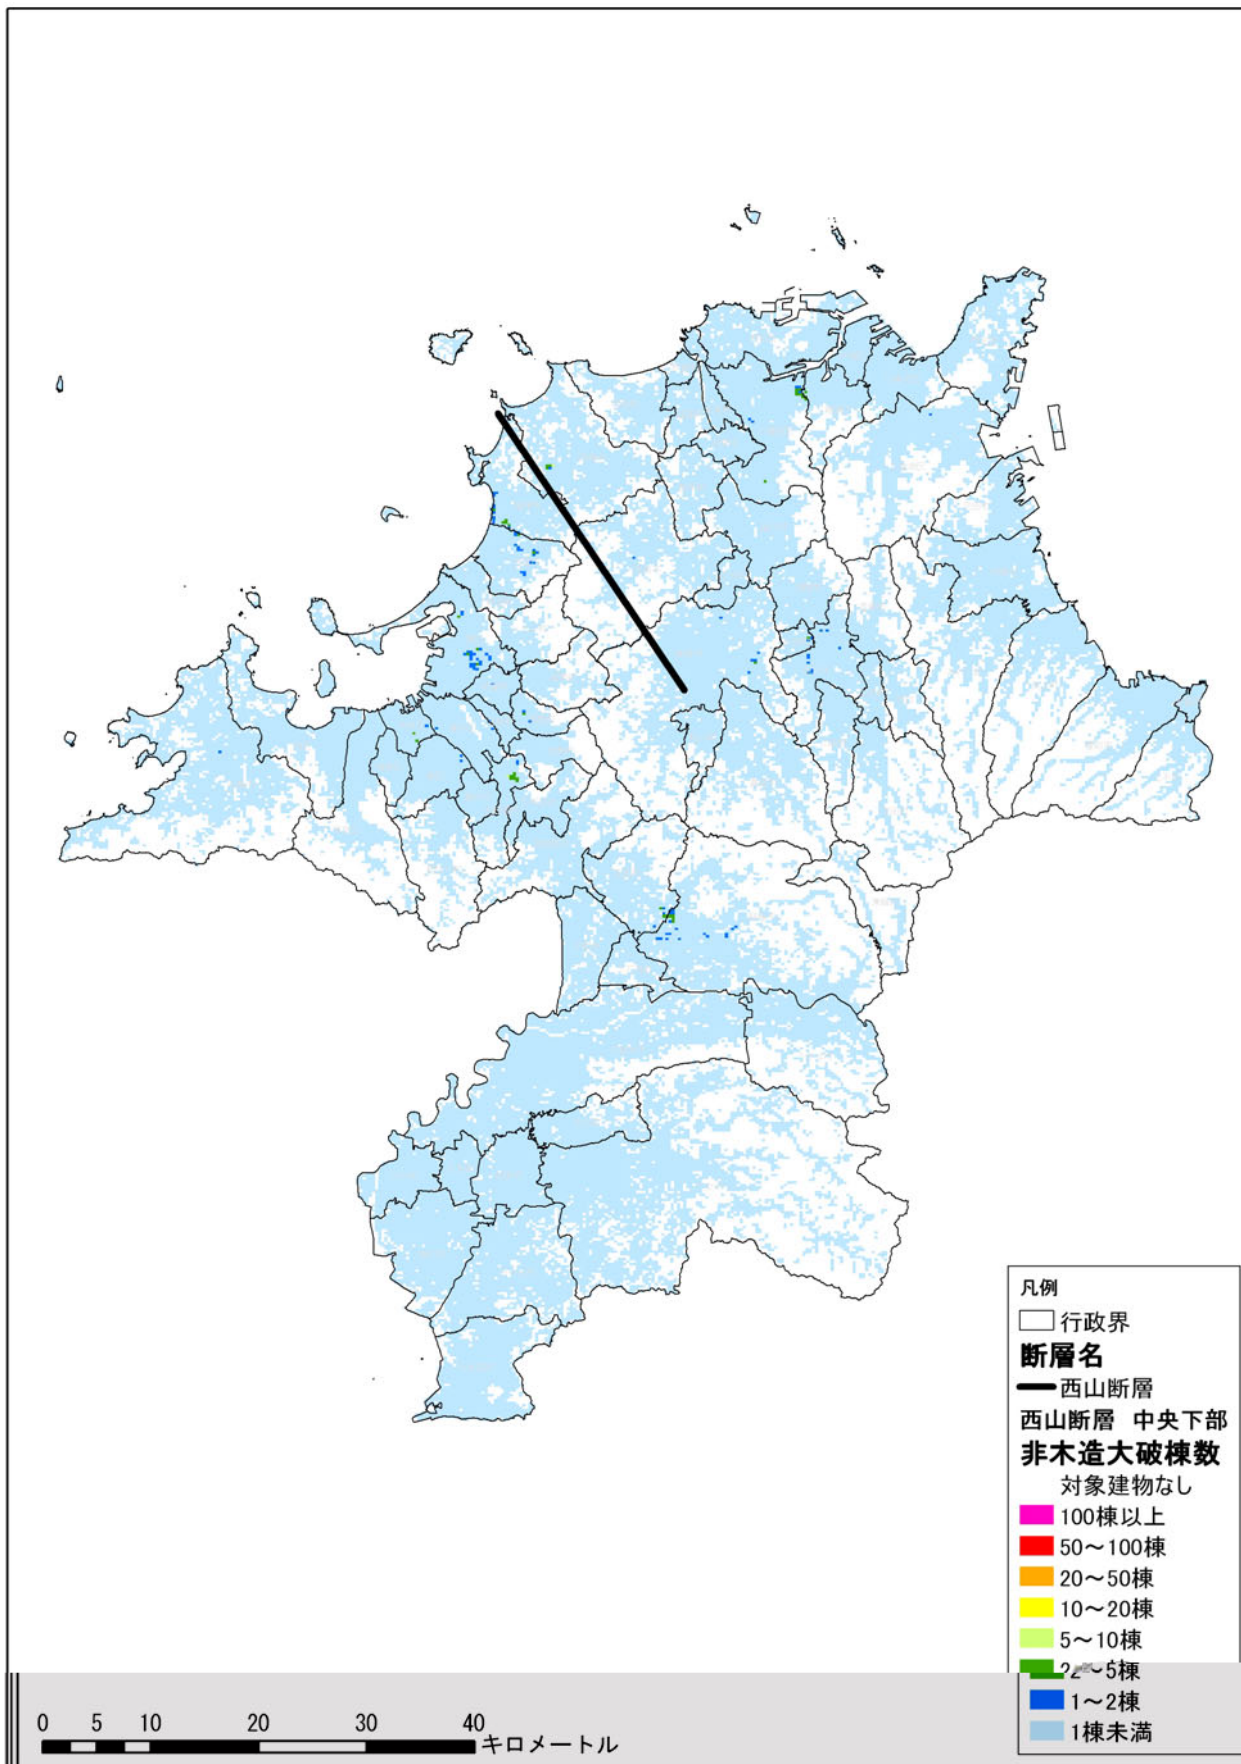 凡例
行政界
断層名
西山断層
西山断層 中央下部
非木造大破棟数
対象建物なし
100棟以上
50～100棟
20～50棟
10～20棟
5～10棟
2～5棟
1～2棟
1棟未満
0 5 10 20 30 40
キロメートル